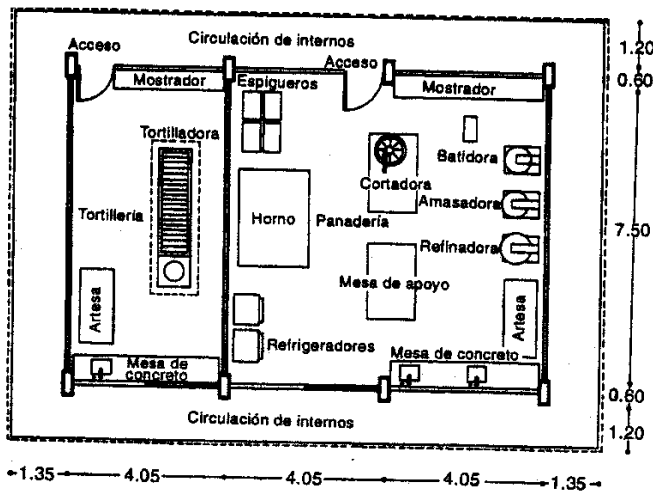 Circulación de internos
Acceso
Acceso
1.20
0.60
Mostrador
Espigueros
Mostrador
Tortilladora
Batidora
Cortadora
Amasadora
Tortillería
Horno
Panadería
7.50
Refinadora
Mesa de apoyo
Artesa
Artesa
Refrigeradores
Mesa de concreto
Mesa de
concreto
0.60
Circulación de internos
1.20
1.35
4.05
4.05
4.05
1.35